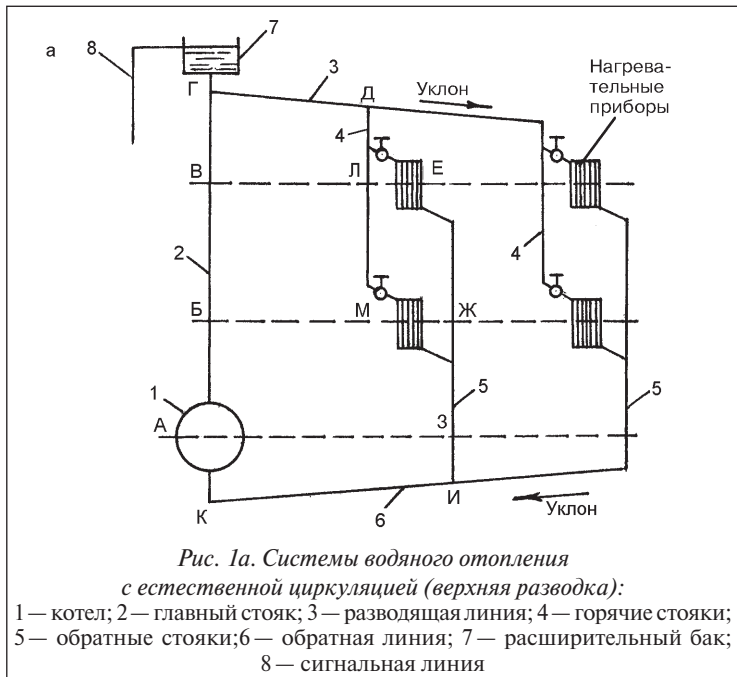 а
8
7
Г
3
Д
Уклон
Нагрева-
тельные
приборы
4
В
Л
Е
2
4
Б
М
Ж
1
А
5
З
5
К
6
И
Уклон
Рис. 1а. Системы водяного отопления
с естественной циркуляцией (верхняя разводка):
1 — котел; 2 — главный стояк; 3 — разводящая линия; 4 — горячие стояки;
5 — обратные стояки;6 — обратная линия; 7 — расширительный бак;
8 — сигнальная линия